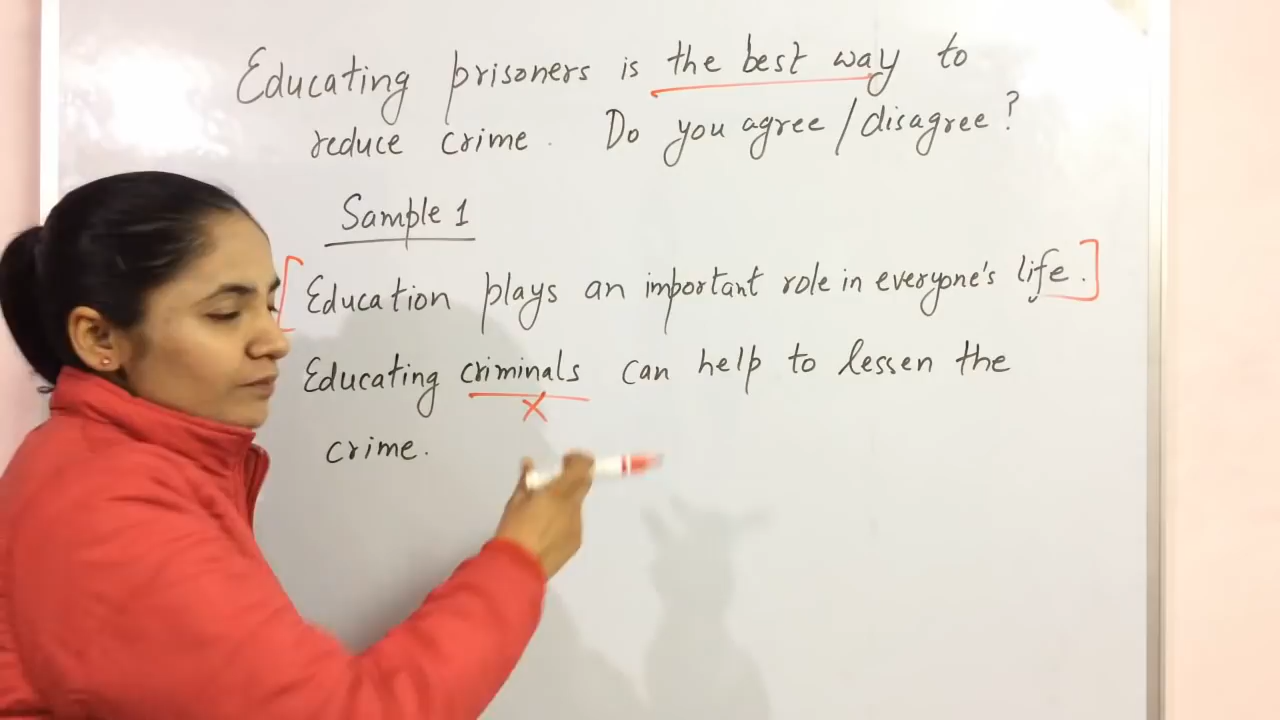 Educating prisoners is the best way to
reduce crime. Do you agree/disagree?
Sample 1
[Education plays an important role in everyone's life.]
Educating criminals can help to lessen the
x
crime.